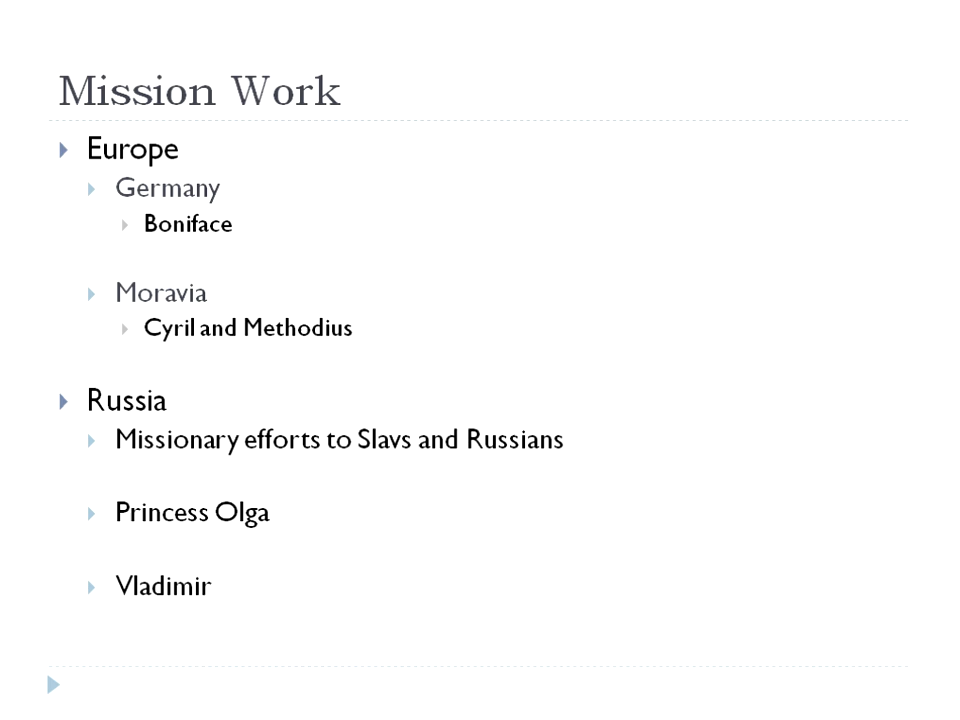 Mission Work
Europe
Germany
Boniface
Moravia
Cyril and Methodius
Russia
Missionary efforts to Slavs and Russians
Princess Olga
Vladimir